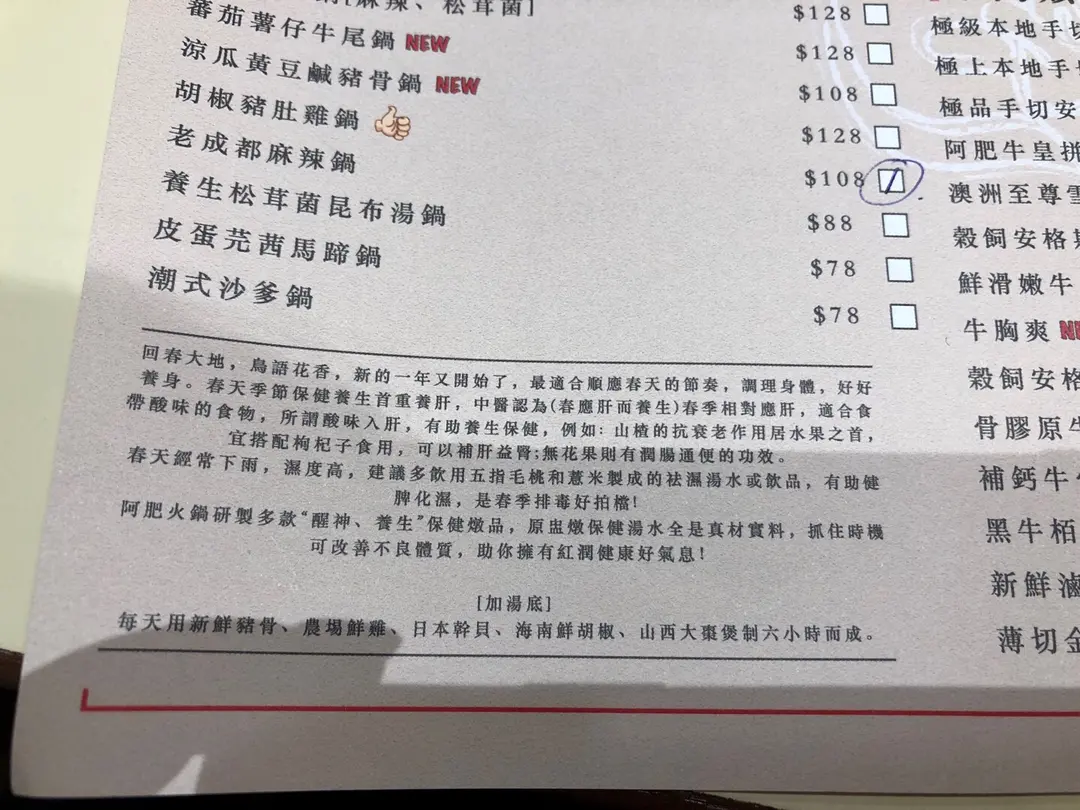 [麻辣、松茸菌] $128
番茄薯仔牛尾鍋 NEW $128
涼瓜黃豆鹹豬骨鍋 NEW $108
胡椒豬肚雞鍋 $128
老成都麻辣鍋 $108
養生松茸菌昆布湯鍋 $88
皮蛋芫茜馬蹄鍋 $78
潮式沙爹鍋 $78
回春大地，鳥語花香，新的一年又開始了，最適合順應春天的節奏，調理身體，好好
養身。春天季節保健養生首重養肝，中醫認為(春應肝而養生)春季相對應肝，適合食
帶酸味的食物，所謂酸味入肝，有助養生保健，例如：山楂的抗衰老作用居水果之首，
宜搭配枸杞子食用，可以補肝益腎;無花果則有潤腸通便的功效。
春天經常下雨，濕度高，建議多飲用五指毛桃和薏米製成的祛濕湯水或飲品，有助健
脾化濕，是春季排毒好拍檔！
阿肥火鍋研製多款“醒神、養生”保健燉品，原盅燉保健湯水全是真材實料，抓住時機
可改善不良體質，助你擁有紅潤健康好氣息！
[加湯底]
每天用新鮮豬骨、農場鮮雞、日本幹貝、海南鮮胡椒、山西大棗煲制六小時而成。
極級本地手切
極上本地手
極品手切安
阿肥牛皇拼
澳洲至尊雪
穀飼安格斯
鮮滑嫩牛
牛胸爽
穀飼安格
骨膠原牛
補鈣牛
黑牛栢
新鮮滷
薄切金